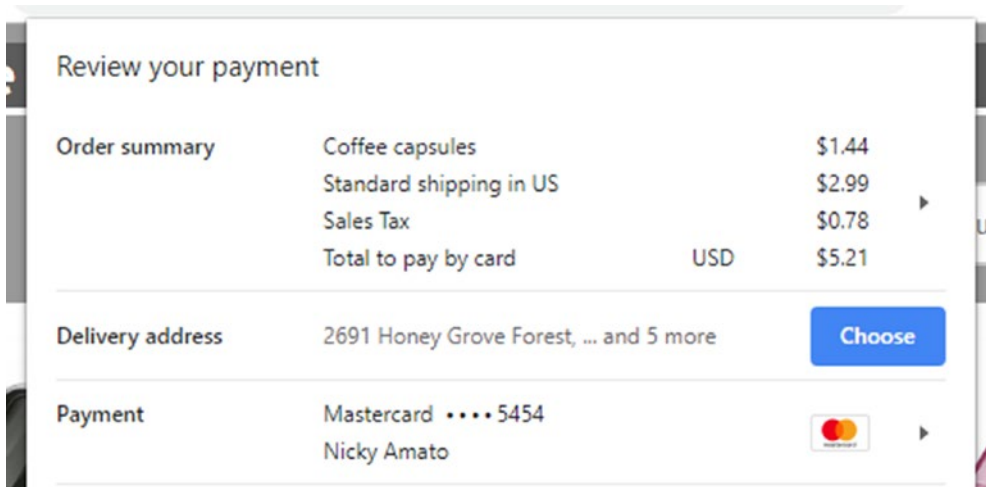 Review your payment
Order summary Coffee capsules $1.44
Standard shipping in US $2.99
Sales Tax $0.78
Total to pay by card USD $5.21
Delivery address 2691 Honey Grove Forest, ... and 5 more Choose
Payment Mastercard •••• 5454
Nicky Amato